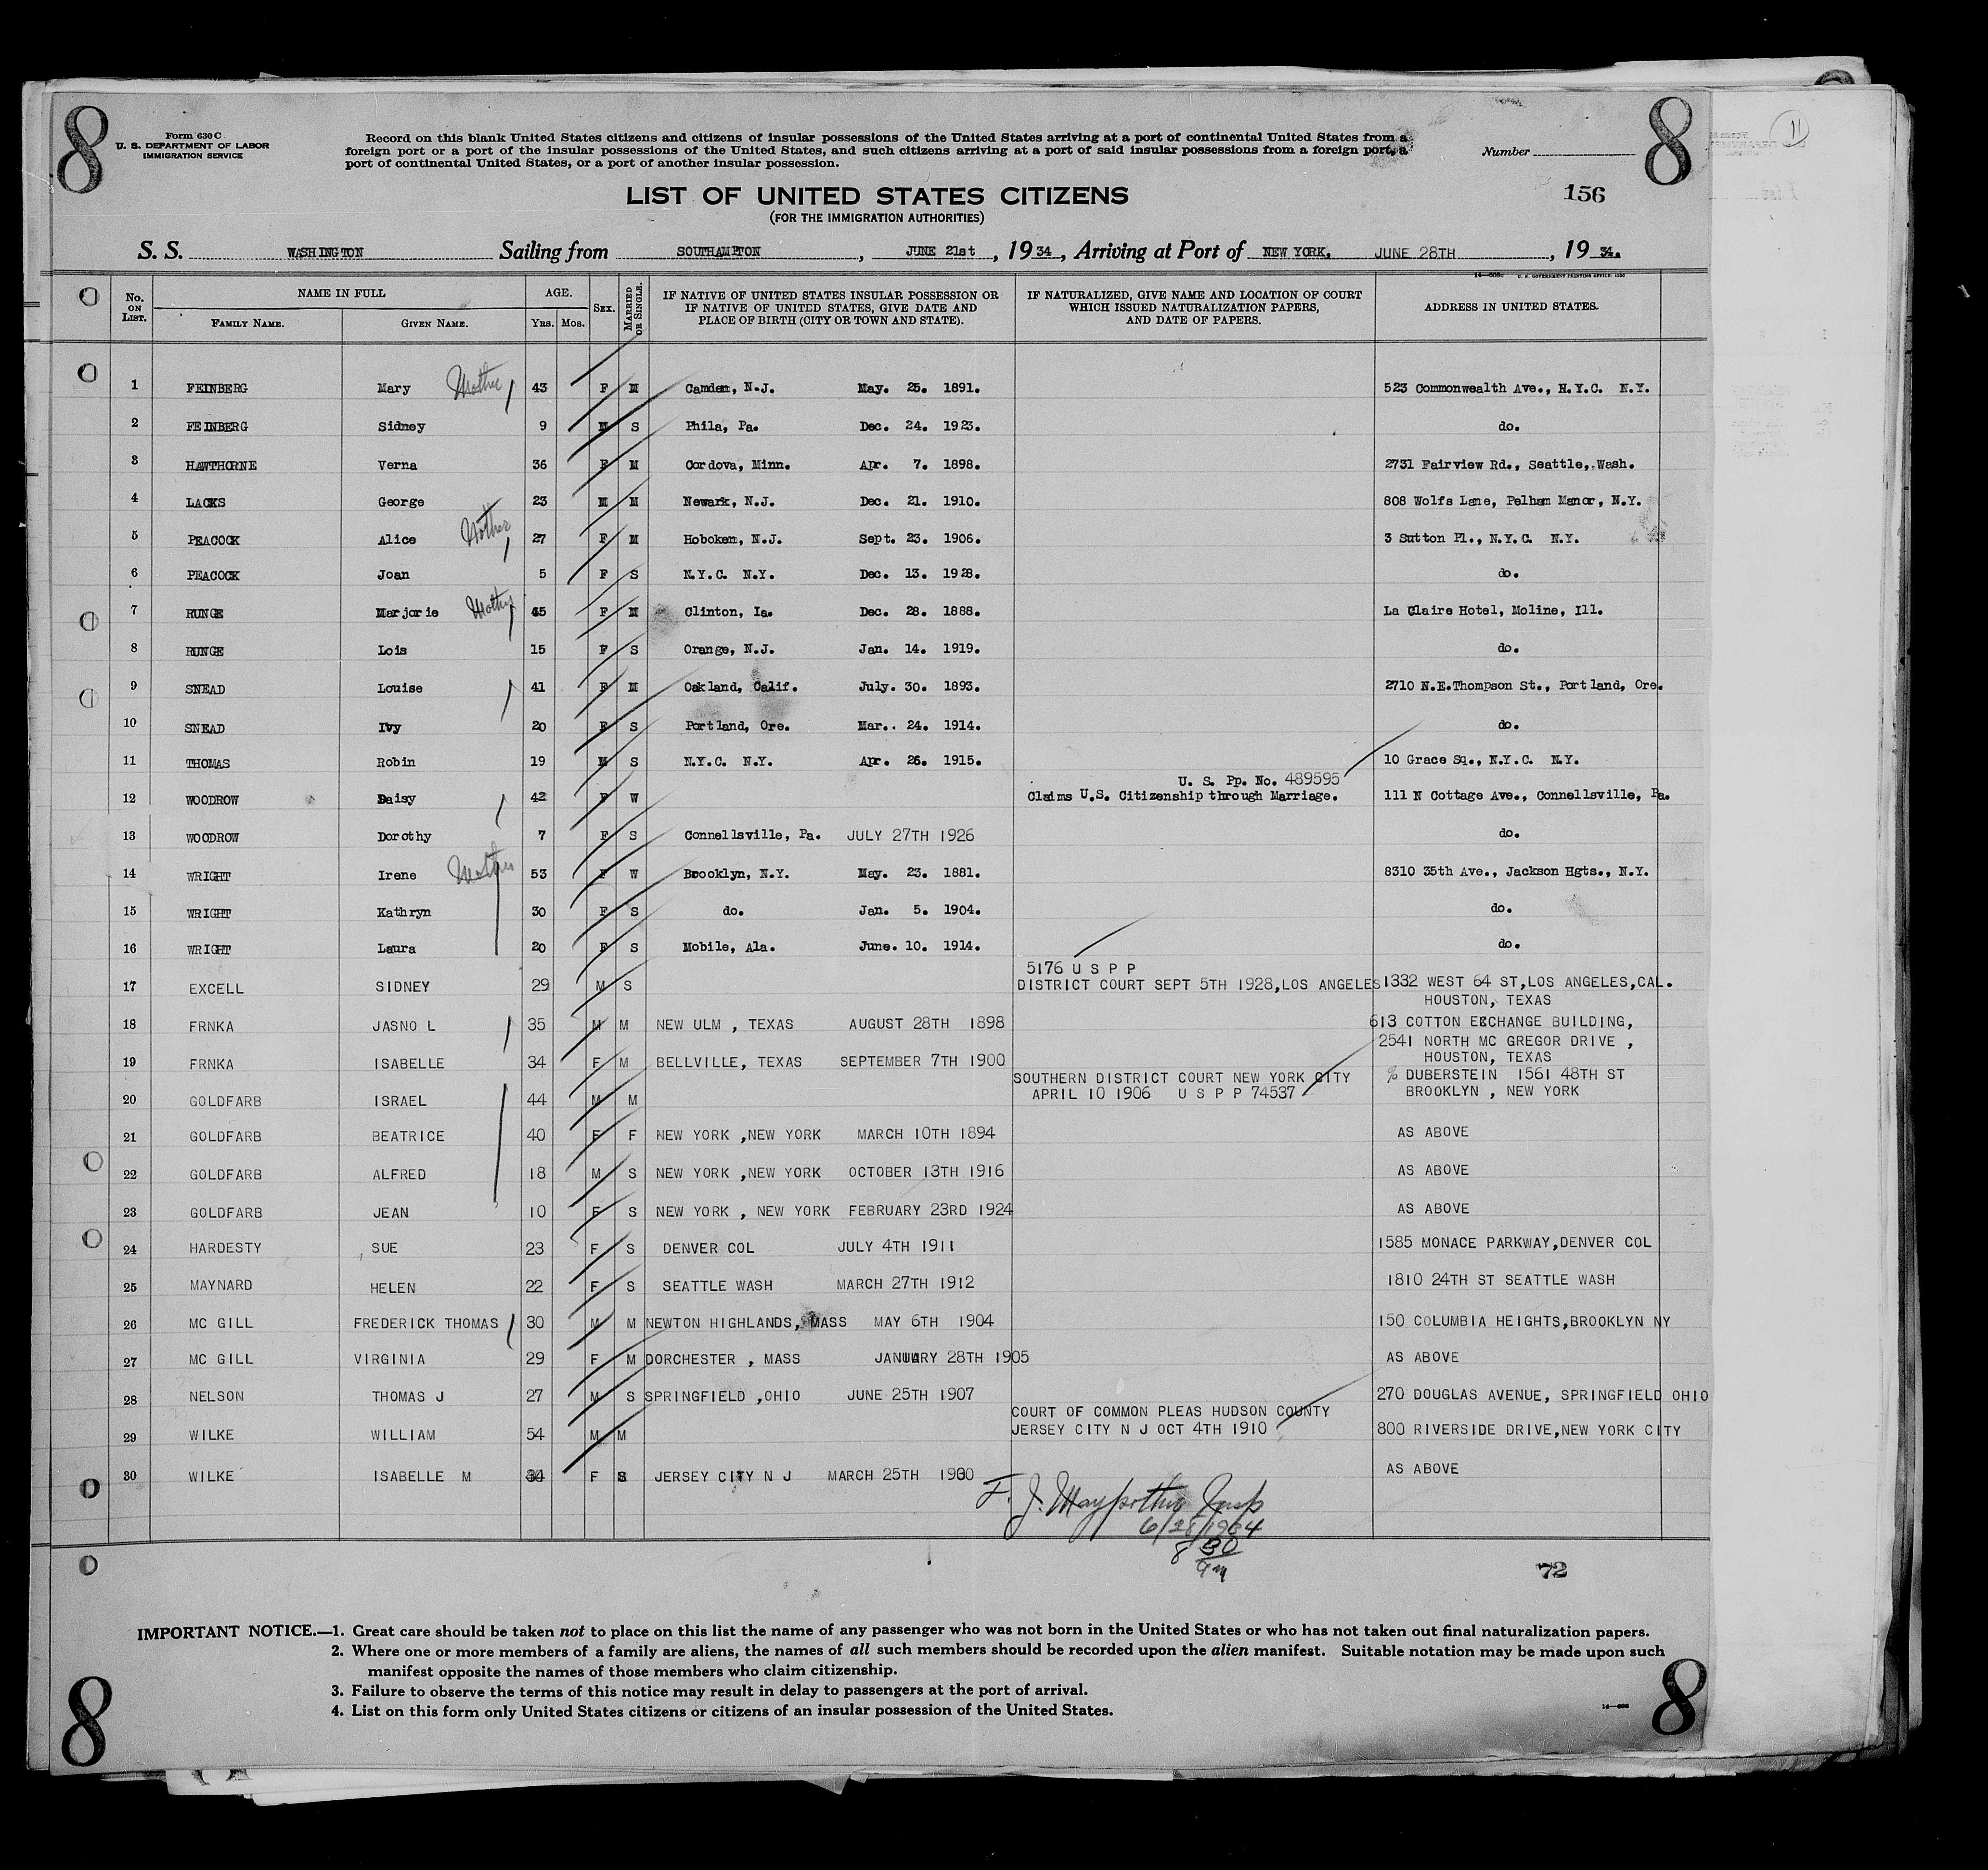 8
8
Form 630 C
U. S. DEPARTMENT OF LABOR
IMMIGRATION SERVICE
Record on this blank United States citizens and citizens of insular possessions of the United States arriving at a port of continental United States from a
foreign port or a port of the insular possessions of the United States, and such citizens arriving at a port of said insular possessions from a foreign port, a
port of continental United States, or a port of another insular possession.
Number
11
156
LIST OF UNITED STATES CITIZENS
(FOR THE IMMIGRATION AUTHORITIES)
S. S. WASHINGTON Sailing from SOUTHAMPTON, JUNE 21st, 1934, Arriving at Port of NEW YORK, JUNE 28TH, 1934.
No. ON LIST. NAME IN FULL FAMILY NAME. GIVEN NAME. AGE. YRS. MOS. SEX. MARRIED OR SINGLE. IF NATIVE OF UNITED STATES INSULAR POSSESSION OR IF NATIVE OF UNITED STATES, GIVE DATE AND PLACE OF BIRTH (CITY OR TOWN AND STATE). IF NATURALIZED, GIVE NAME AND LOCATION OF COURT WHICH ISSUED NATURALIZATION PAPERS, AND DATE OF PAPERS. ADDRESS IN UNITED STATES.
1 FEINBERG Mary Mother 43 F M Camden, N.J. May. 25. 1891. 523 Commonwealth Ave., N.Y.C. N.Y.
2 FEINBERG Sidney 9 M S Phila, Pa. Dec. 24. 1923. do.
3 HAWTHORNE Verna 36 F M Cordova, Minn. Apr. 7. 1898. 2731 Fairview Rd., Seattle, Wash.
4 LACKS George 23 M M Newark, N.J. Dec. 21. 1910. 808 Wolfs Lane, Pelham Manor, N.Y.
5 PEACOCK Alice Mother 27 F M Hoboken, N.J. Sept. 23. 1906. 3 Sutton Pl., N.Y.C. N.Y.
6 PEACOCK Joan 5 F S N.Y.C. N.Y. Dec. 13. 1928. do.
7 RUNGE Marjorie Mother 45 F M Clinton, Ia. Dec. 28. 1888. La Claire Hotel, Moline, Ill.
8 RUNGE Lois 15 F S Orange, N.J. Jan. 14. 1919. do.
9 SNEAD Louise 41 F M Oakland, Calif. July. 30. 1893. 2710 N.E.Thompson St., Portland, Ore.
10 SNEAD Ivy 20 F S Portland, Ore. Mar.. 24. 1914. do.
11 THOMAS Robin 19 M S N.Y.C. N.Y. Apr. 26. 1915. 10 Grace Sq., N.Y.C. N.Y.
U. S. Pp. No. 489595
12 WOODROW Daisy 42 F W Claims U.S. Citizenship through Marriage. 111 N Cottage Ave., Connellsville, Pa.
13 WOODROW Dorothy 7 F S Connellsville, Pa. JULY 27TH 1926 do.
14 WRIGHT Irene Mother 53 F W Brooklyn, N.Y. May. 23. 1881. 8310 35th Ave., Jackson Hgts., N.Y.
15 WRIGHT Kathryn 30 F S do. Jan. 5. 1904. do.
16 WRIGHT Laura 20 F S Mobile, Ala. June. 10. 1914. do.
5176 U S P P
17 EXCELL SIDNEY 29 M S DISTRICT COURT SEPT 5TH 1928,LOS ANGELES 1332 WEST 64 ST,LOS ANGELES,CAL.
HOUSTON, TEXAS
18 FRNKA JASNO L 35 M M NEW ULM , TEXAS AUGUST 28TH 1898 613 COTTON EXCHANGE BUILDING,
2541 NORTH MC GREGOR DRIVE ,
19 FRNKA ISABELLE 34 F M BELLVILLE, TEXAS SEPTEMBER 7TH 1900 HOUSTON, TEXAS
SOUTHERN DISTRICT COURT NEW YORK CITY % DUBERSTEIN 1561 48TH ST
20 GOLDFARB ISRAEL 44 M M APRIL 10 1906 U S P P 74537 BROOKLYN , NEW YORK
21 GOLDFARB BEATRICE 40 F F NEW YORK ,NEW YORK MARCH 10TH 1894 AS ABOVE
22 GOLDFARB ALFRED 18 M S NEW YORK ,NEW YORK OCTOBER 13TH 1916 AS ABOVE
23 GOLDFARB JEAN 10 F S NEW YORK , NEW YORK FEBRUARY 23RD 1924 AS ABOVE
24 HARDESTY SUE 23 F S DENVER COL JULY 4TH 1911 1585 MONACE PARKWAY,DENVER COL
25 MAYNARD HELEN 22 F S SEATTLE WASH MARCH 27TH 1912 1810 24TH ST SEATTLE WASH
26 MC GILL FREDERICK THOMAS 30 M M NEWTON HIGHLANDS, MASS MAY 6TH 1904 150 COLUMBIA HEIGHTS,BROOKLYN NY
27 MC GILL VIRGINIA 29 F M DORCHESTER , MASS JANUARY 28TH 1905 AS ABOVE
28 NELSON THOMAS J 27 M S SPRINGFIELD ,OHIO JUNE 25TH 1907 270 DOUGLAS AVENUE, SPRINGFIELD OHIO
COURT OF COMMON PLEAS HUDSON COUNTY
29 WILKE WILLIAM 54 M M JERSEY CITY N J OCT 4TH 1910 800 RIVERSIDE DRIVE,NEW YORK CITY
30 WILKE ISABELLE M 34 F S JERSEY CITY N J MARCH 25TH 1900 AS ABOVE
F. J. Insp
6/28/1934
8 30
am
72
IMPORTANT NOTICE.—1. Great care should be taken not to place on this list the name of any passenger who was not born in the United States or who has not taken out final naturalization papers.
2. Where one or more members of a family are aliens, the names of all such members should be recorded upon the alien manifest. Suitable notation may be made upon such
manifest opposite the names of those members who claim citizenship.
3. Failure to observe the terms of this notice may result in delay to passengers at the port of arrival.
4. List on this form only United States citizens or citizens of an insular possession of the United States.
8
8